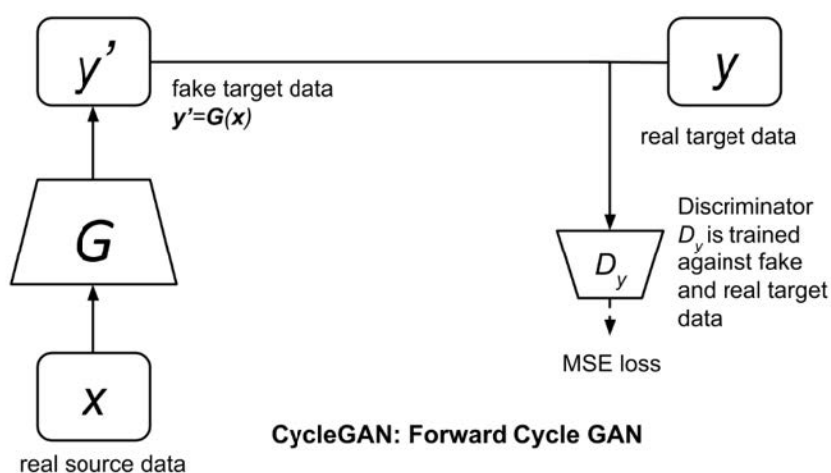 y’
y
fake target data
y’=G(x)
real target data
G
Discriminator
D_y is trained
against fake
and real target
data
D_y
MSE loss
x
CycleGAN: Forward Cycle GAN
real source data